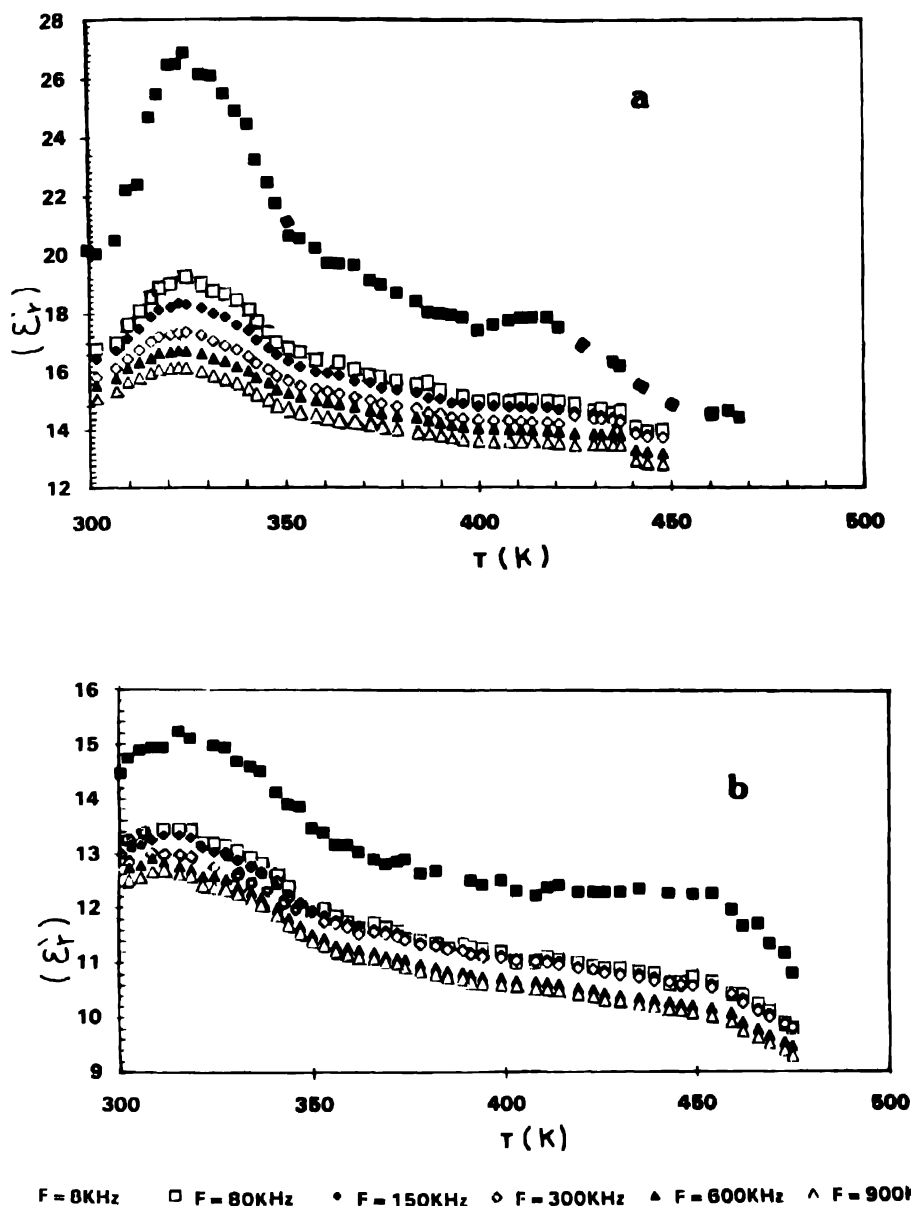 28
26
24
22
20
18
16
14
12
a
(ε'r)
300 350 400 450 500
T (K)
16
15
14
13
12
11
10
9
b
(ε'r)
300 350 400 450 500
T (K)
F = 8KHz □ F = 80KHz • F = 150KHz ◇ F = 300KHz ▲ F = 600KHz △ F = 900K